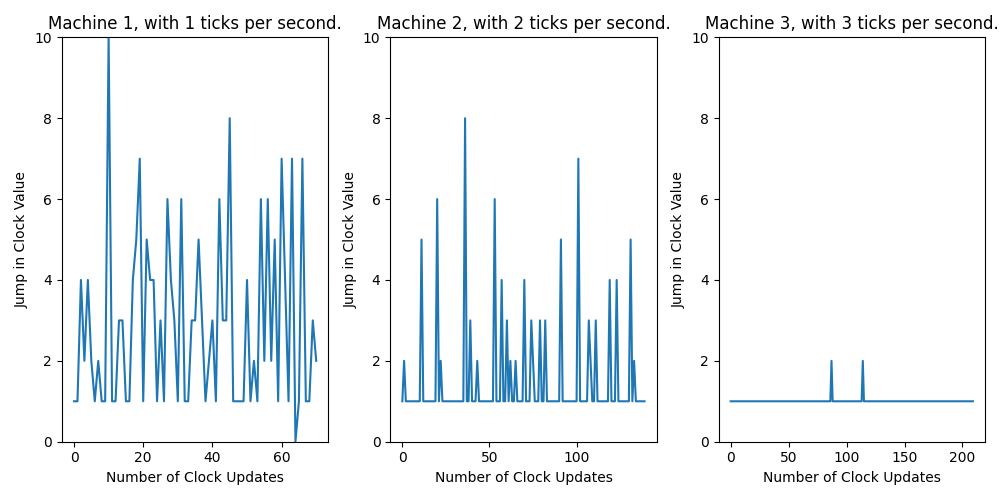 Machine 1, with 1 ticks per second.
10
8
6
4
2
0
Jump in Clock Value
0 20 40 60
Number of Clock Updates
Machine 2, with 2 ticks per second.
10
8
6
4
2
0
Jump in Clock Value
0 50 100
Number of Clock Updates
Machine 3, with 3 ticks per second.
10
8
6
4
2
0
Jump in Clock Value
0 50 100 150 200
Number of Clock Updates